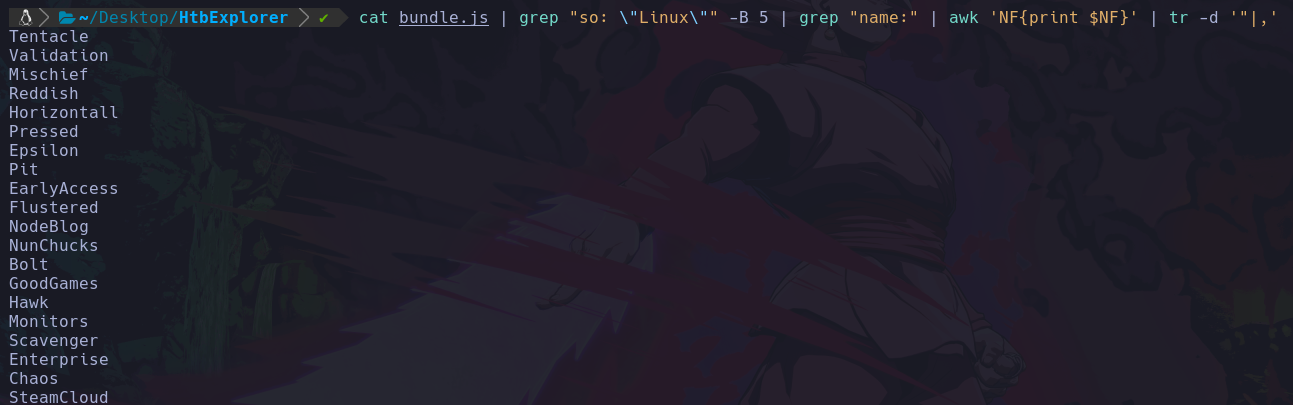 ~/Desktop/HtbExplorer ✔ cat bundle.js | grep "so: \"Linux\"" -B 5 | grep "name:" | awk 'NF{print $NF}' | tr -d '"|,'
Tentacle
Validation
Mischief
Reddish
Horizontall
Pressed
Epsilon
Pit
EarlyAccess
Flustered
NodeBlog
NunChucks
Bolt
GoodGames
Hawk
Monitors
Scavenger
Enterprise
Chaos
SteamCloud